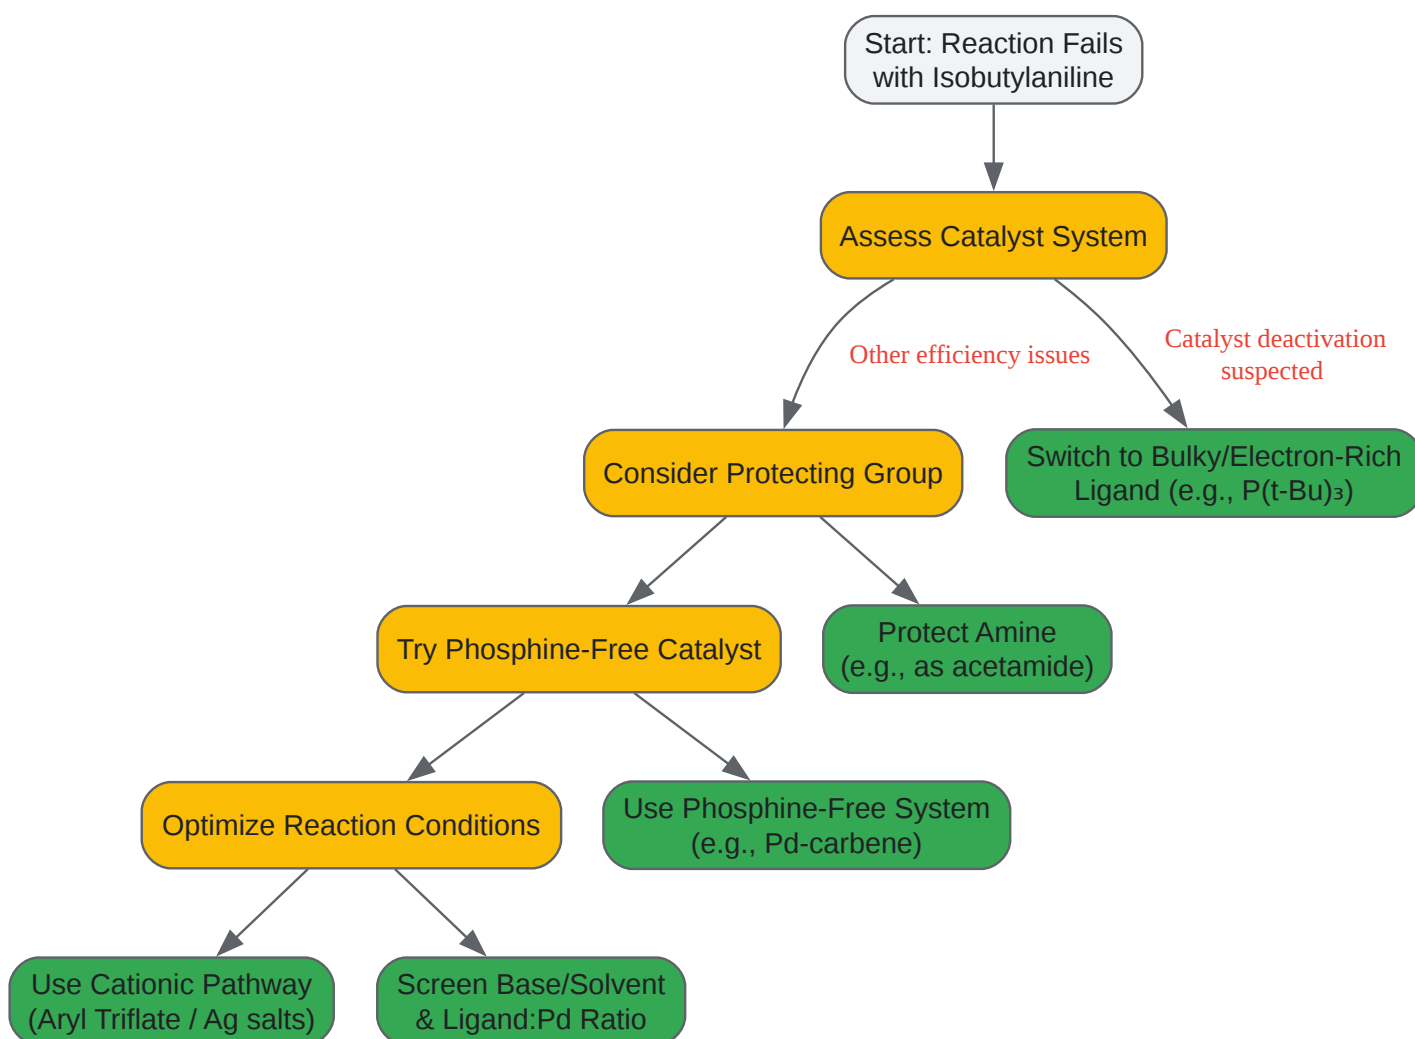 Start: Reaction Fails
with Isobutylaniline
Assess Catalyst System
Other efficiency issues
Catalyst deactivation
suspected
Consider Protecting Group
Switch to Bulky/Electron-Rich
Ligand (e.g., P(t-Bu)₃)
Try Phosphine-Free Catalyst
Protect Amine
(e.g., as acetamide)
Optimize Reaction Conditions
Use Phosphine-Free System
(e.g., Pd-carbene)
Use Cationic Pathway
(Aryl Triflate / Ag salts)
Screen Base/Solvent
& Ligand:Pd Ratio